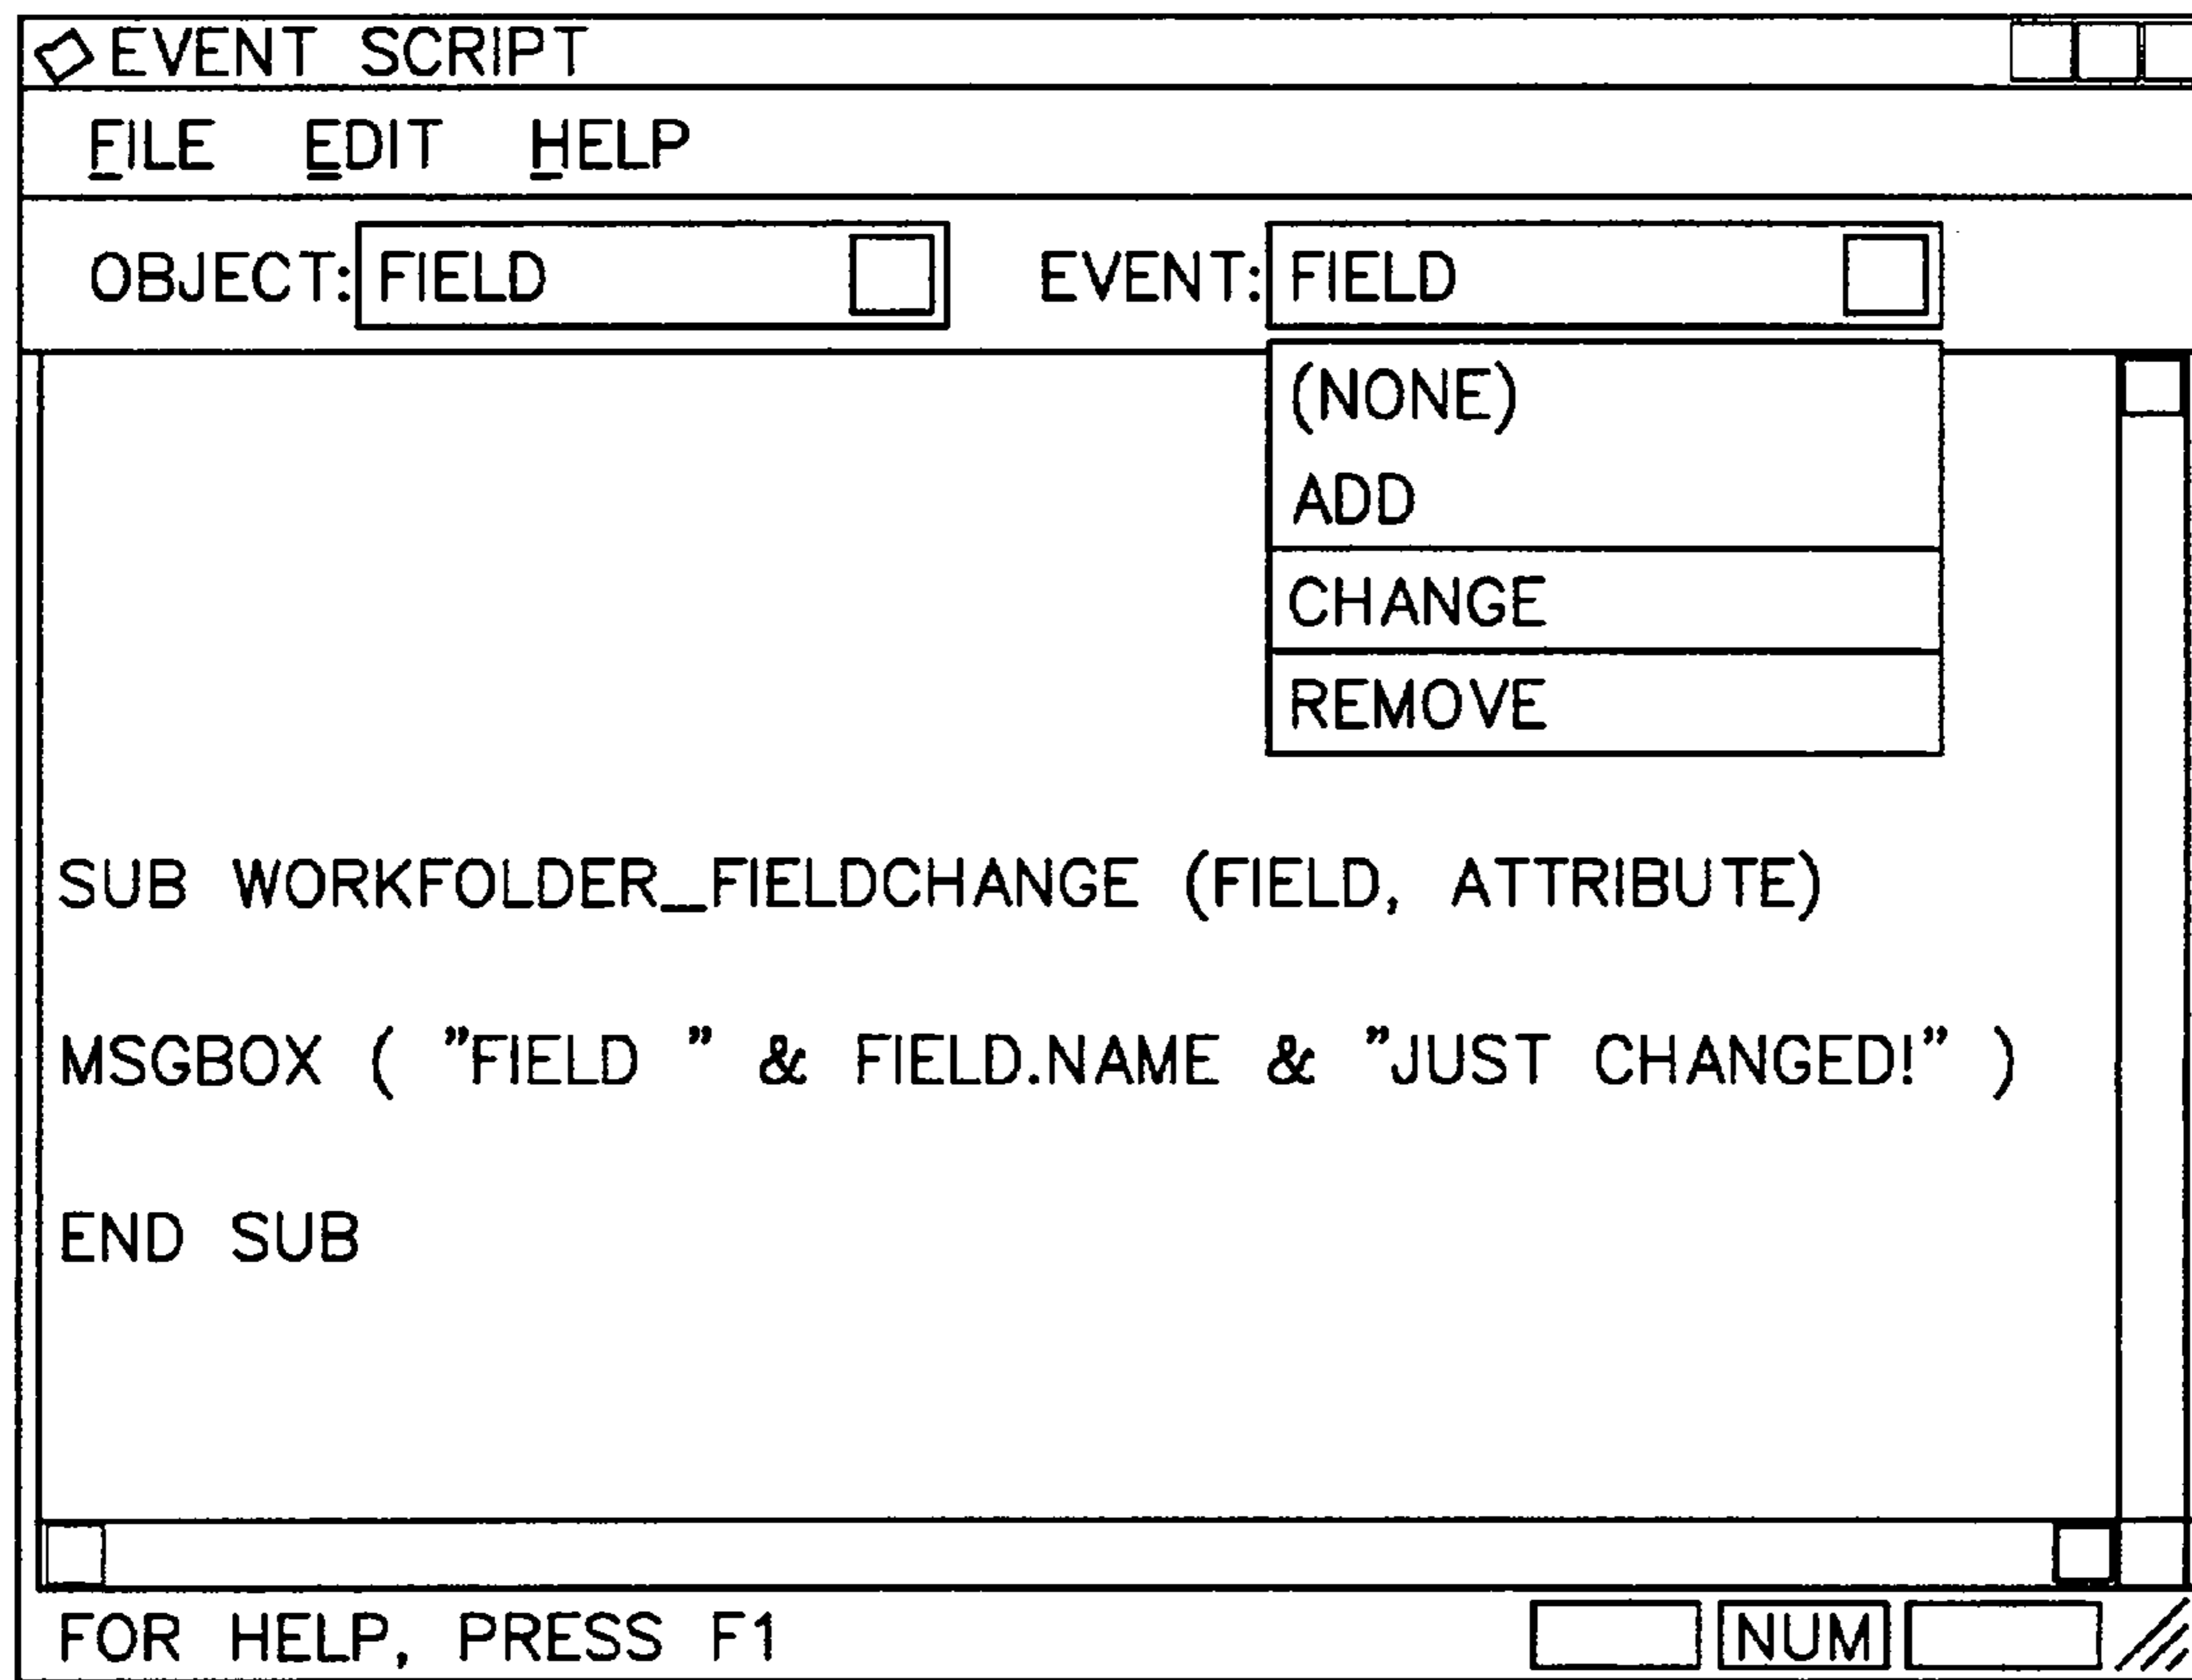 EVENT SCRIPT
FILE EDIT HELP
OBJECT: FIELD EVENT: FIELD
(NONE)
ADD
CHANGE
REMOVE
SUB WORKFOLDER_FIELDCHANGE (FIELD, ATTRIBUTE)
MSGBOX ( "FIELD " & FIELD.NAME & "JUST CHANGED!" )
END SUB
FOR HELP, PRESS F1 NUM